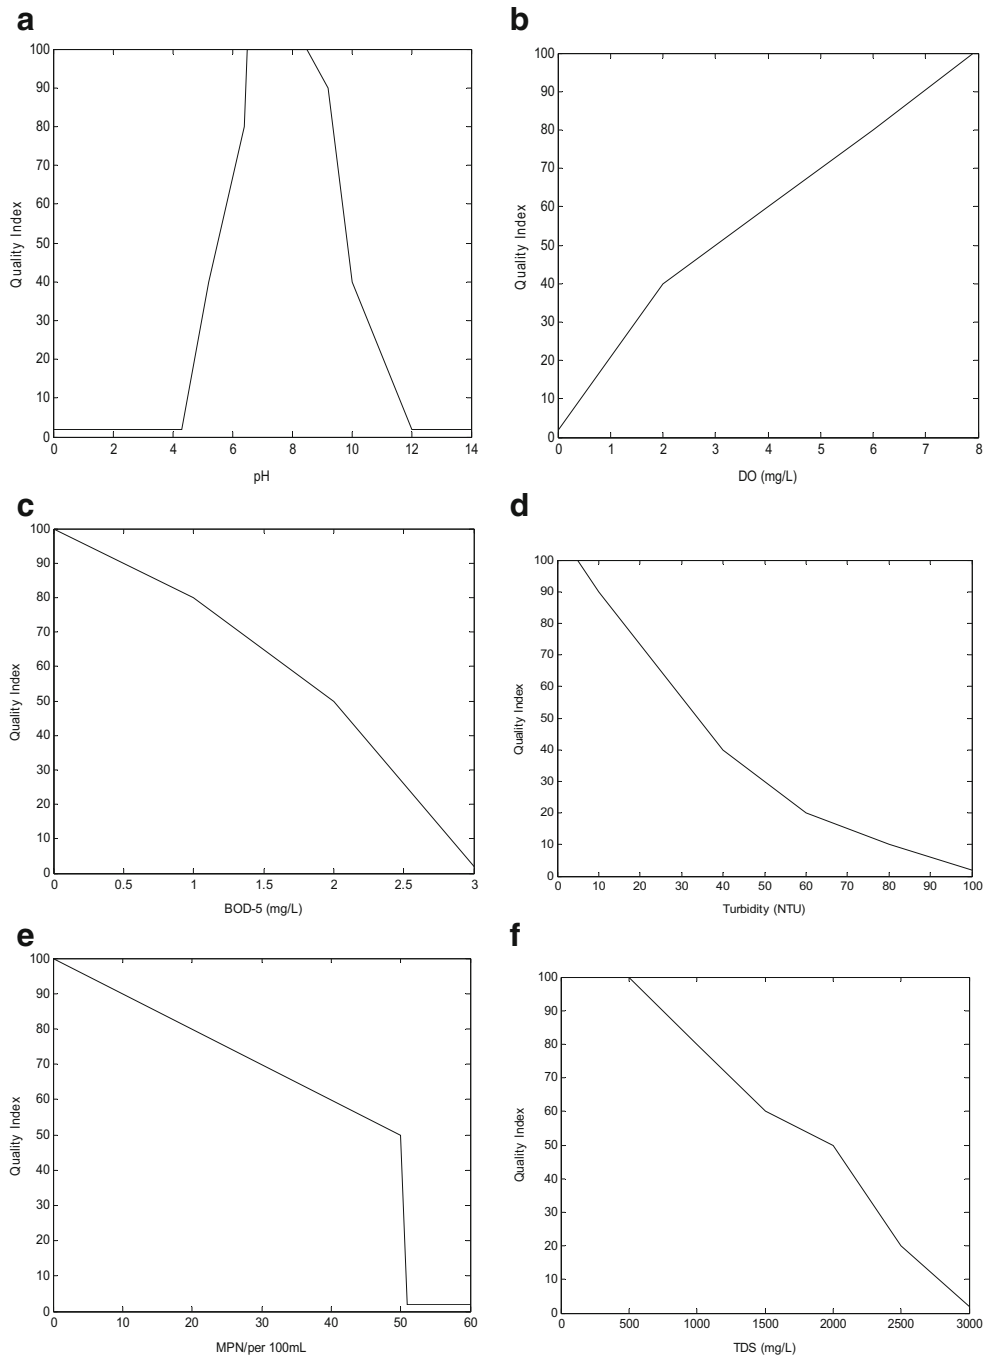 a
100
90
80
70
60
50
40
30
20
10
0
Quality Index
0 2 4 6 8 10 12 14
pH
b
100
90
80
70
60
50
40
30
20
10
0
Quality Index
0 1 2 3 4 5 6 7 8
DO (mg/L)
c
100
90
80
70
60
50
40
30
20
10
0
Quality Index
0 0.5 1 1.5 2 2.5 3
BOD-5 (mg/L)
d
100
90
80
70
60
50
40
30
20
10
0
Quality Index
0 10 20 30 40 50 60 70 80 90 100
Turbidity (NTU)
e
100
90
80
70
60
50
40
30
20
10
0
Quality Index
0 10 20 30 40 50 60
MPN/per 100mL
f
100
90
80
70
60
50
40
30
20
10
0
Quality Index
0 500 1000 1500 2000 2500 3000
TDS (mg/L)